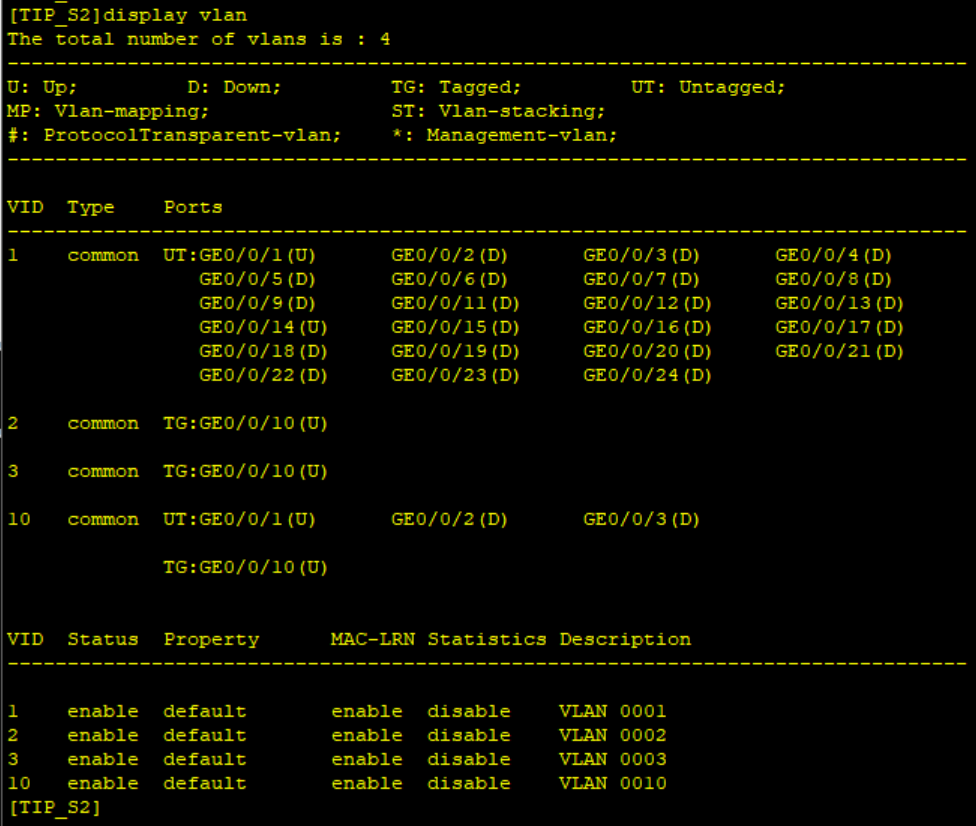 [TIP_S2]display vlan
The total number of vlans is : 4
--------------------------------------------------------------------------------
U: Up;         D: Down;         TG: Tagged;         UT: Untagged;
MP: Vlan-mapping;               ST: Vlan-stacking;
#: ProtocolTransparent-vlan;    *: Management-vlan;
--------------------------------------------------------------------------------
VID  Type    Ports
--------------------------------------------------------------------------------
1    common  UT:GE0/0/1(U)      GE0/0/2(D)      GE0/0/3(D)      GE0/0/4(D)
                GE0/0/5(D)      GE0/0/6(D)      GE0/0/7(D)      GE0/0/8(D)
                GE0/0/9(D)      GE0/0/11(D)     GE0/0/12(D)     GE0/0/13(D)
                GE0/0/14(U)     GE0/0/15(D)     GE0/0/16(D)     GE0/0/17(D)
                GE0/0/18(D)     GE0/0/19(D)     GE0/0/20(D)     GE0/0/21(D)
                GE0/0/22(D)     GE0/0/23(D)     GE0/0/24(D)
2    common  TG:GE0/0/10(U)
3    common  TG:GE0/0/10(U)
10   common  UT:GE0/0/1(U)      GE0/0/2(D)      GE0/0/3(D)
             TG:GE0/0/10(U)
VID  Status  Property      MAC-LRN Statistics Description
--------------------------------------------------------------------------------
1    enable  default       enable  disable    VLAN 0001
2    enable  default       enable  disable    VLAN 0002
3    enable  default       enable  disable    VLAN 0003
10   enable  default       enable  disable    VLAN 0010
[TIP_S2]